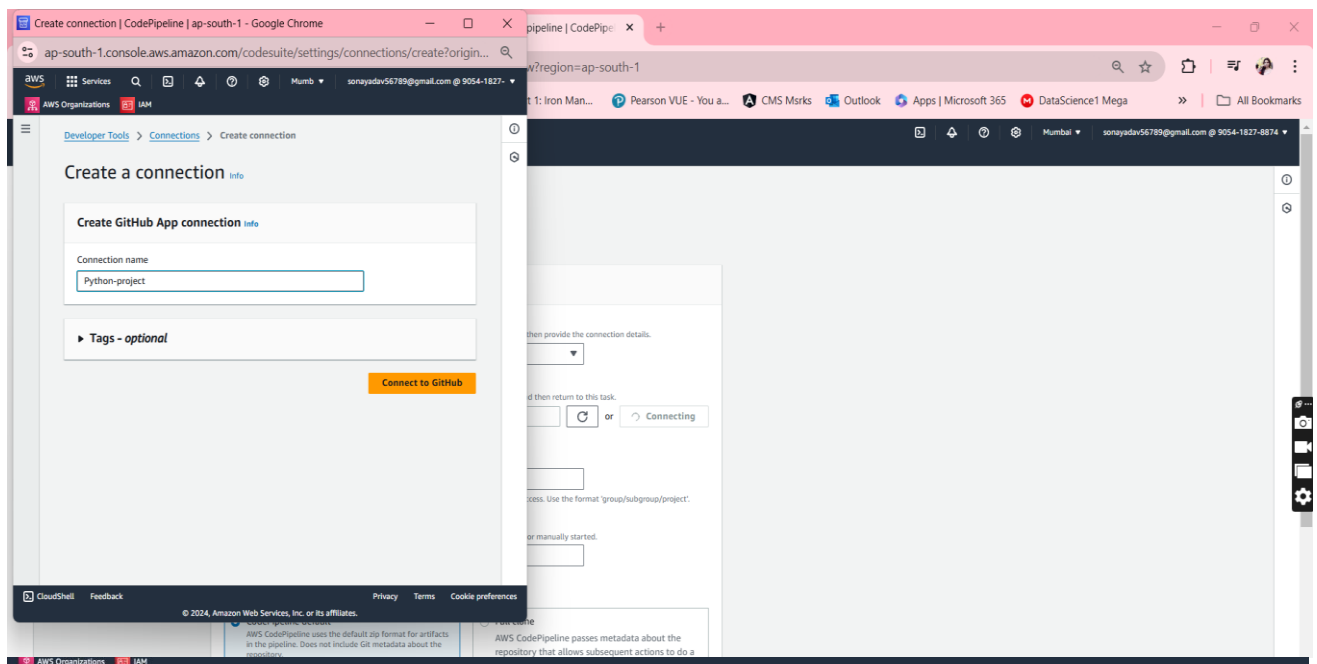 Create connection | CodePipeline | ap-south-1 - Google Chrome
ap-south-1.console.aws.amazon.com/codesuite/settings/connections/create?origin...
aws Services Mumb sonayadav56789@gmail.com @ 9054-1827-
AWS Organizations IAM
Developer Tools > Connections > Create connection
Create a connection Info
Create GitHub App connection Info
Connection name
Python-project
Tags - optional
Connect to GitHub
CloudShell Feedback Privacy Terms Cookie preferences
© 2024, Amazon Web Services, Inc. or its affiliates.
pipeline | CodePipe
w?region=ap-south-1
t 1: Iron Man... Pearson VUE - You a... CMS Msrks Outlook Apps | Microsoft 365 DataScience1 Mega » All Bookmarks
Mumbai sonayadav56789@gmail.com @ 9054-1827-8874
then provide the connection details.
d then return to this task.
or Connecting
cess. Use the format 'group/subgroup/project'.
or manually started.
CodePipeline default
AWS CodePipeline uses the default zip format for artifacts
in the pipeline. Does not include Git metadata about the
repository.
Full clone
AWS CodePipeline passes metadata about the
repository that allows subsequent actions to do a
AWS Organizations IAM